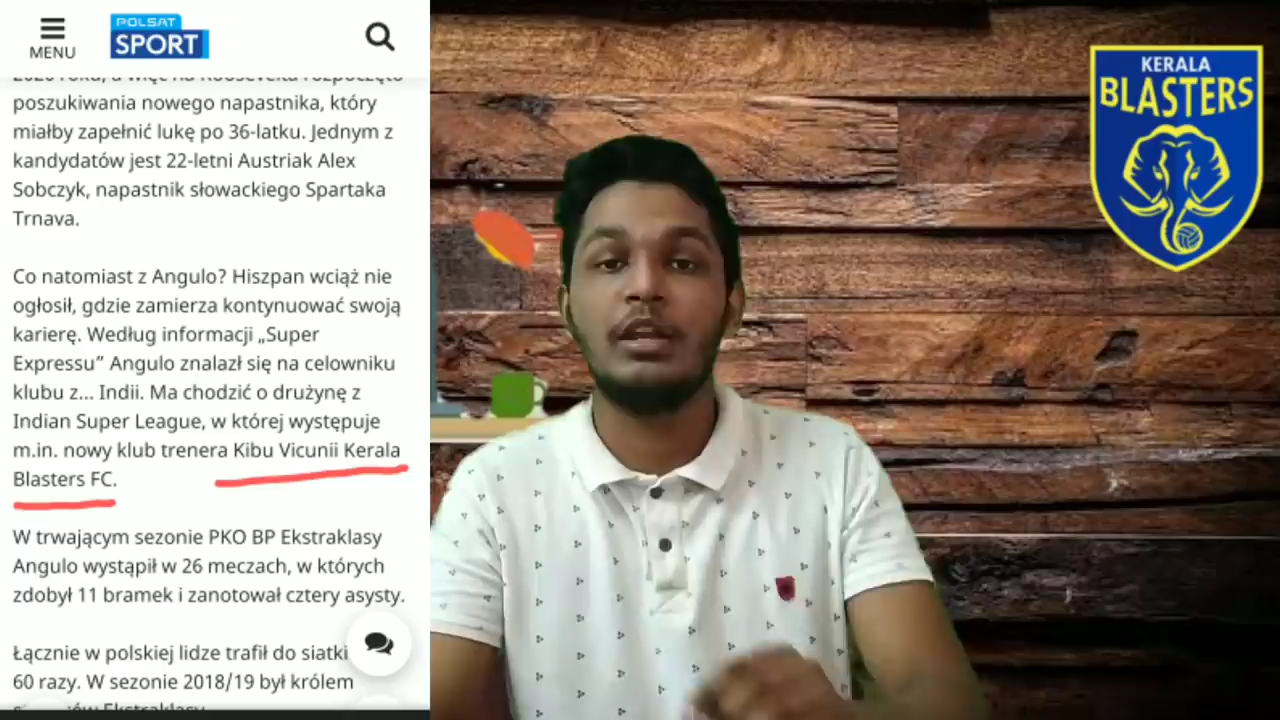 MENU
POLSAT
SPORT
poszukiwania nowego napastnika, który
miałby zapełnić lukę po 36-latku. Jednym z
kandydatów jest 22-letni Austriak Alex
Sobczyk, napastnik słowackiego Spartaka
Trnava.
Co natomiast z Angulo? Hiszpan wciąż nie
ogłosił, gdzie zamierza kontynuować swoją
karierę. Według informacji „Super
Expressu” Angulo znalazł się na celowniku
klubu z... Indii. Ma chodzić o drużynę z
Indian Super League, w której występuje
m.in. nowy klub trenera Kibu Vicunii Kerala
Blasters FC.
W trwającym sezonie PKO BP Ekstraklasy
Angulo wystąpił w 26 meczach, w których
zdobył 11 bramek i zanotował cztery asysty.
Łącznie w polskiej lidze trafił do siatki
60 razy. W sezonie 2018/19 był królem
Ekstraklasy
KERALA
BLASTERS